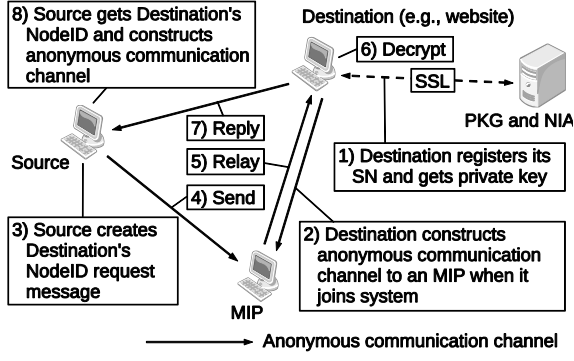 8) Source gets Destination's
NodeID and constructs
anonymous communication
channel
Destination (e.g., website)
6) Decrypt
SSL
PKG and NIA
7) Reply
Source
5) Relay
1) Destination registers its
SN and gets private key
4) Send
3) Source creates
Destination's
NodeID request
message
2) Destination constructs
anonymous communication
channel to an MIP when it
joins system
MIP
Anonymous communication channel